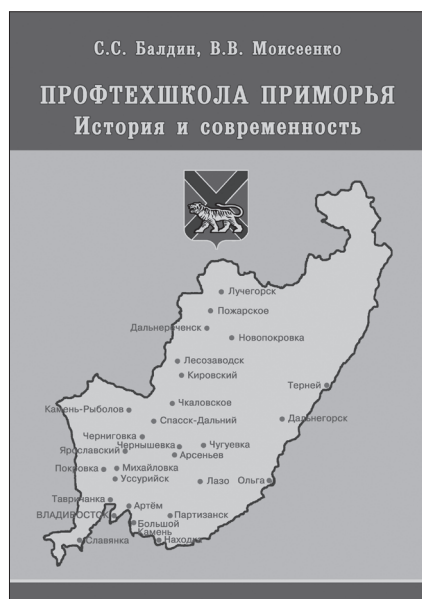 С.С. Балдин, В.В. Моисеенко
ПРОФТЕХШКОЛА ПРИМОРЬЯ
История и современность
Лучегорск
Пожарское
Дальнереченск
Новопокровка
Лесозаводск
Кировский
Терней
Чкаловское
Камень-Рыболов
Спасск-Дальний
Дальнегорск
Черниговка
Чернышевка
Чугуевка
Ярославский
Арсеньев
Покровка
Михайловка
Уссурийск
Лазо
Ольга
Тавричанка
Артём
ВЛАДИВОСТОК
Партизанск
Большой
Камень
Славянка
Находка